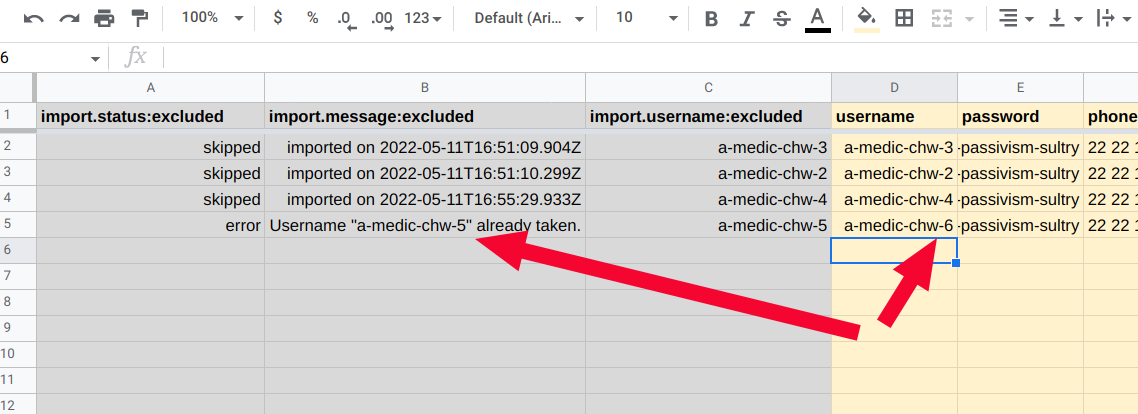 100% $ % .0 .00 123 Default (Ari... 10 B I S A
6 fx
A B C D E
1 import.status:excluded import.message:excluded import.username:excluded username password phone
2 skipped imported on 2022-05-11T16:51:09.904Z a-medic-chw-3 a-medic-chw-3 -passivism-sultry 22 22 1
3 skipped imported on 2022-05-11T16:51:10.299Z a-medic-chw-2 a-medic-chw-2 -passivism-sultry 22 22 1
4 skipped imported on 2022-05-11T16:55:29.933Z a-medic-chw-4 a-medic-chw-4 -passivism-sultry 22 22 1
5 error Username "a-medic-chw-5" already taken. a-medic-chw-5 a-medic-chw-6 -passivism-sultry 22 22 1
6
7
8
9
10
11
12